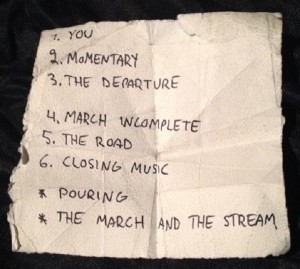 1. YOU
2. MOMENTARY
3. THE DEPARTURE
4. MARCH INCOMPLETE
5. THE ROAD
6. CLOSING MUSIC
* POURING
* THE MARCH AND THE STREAM